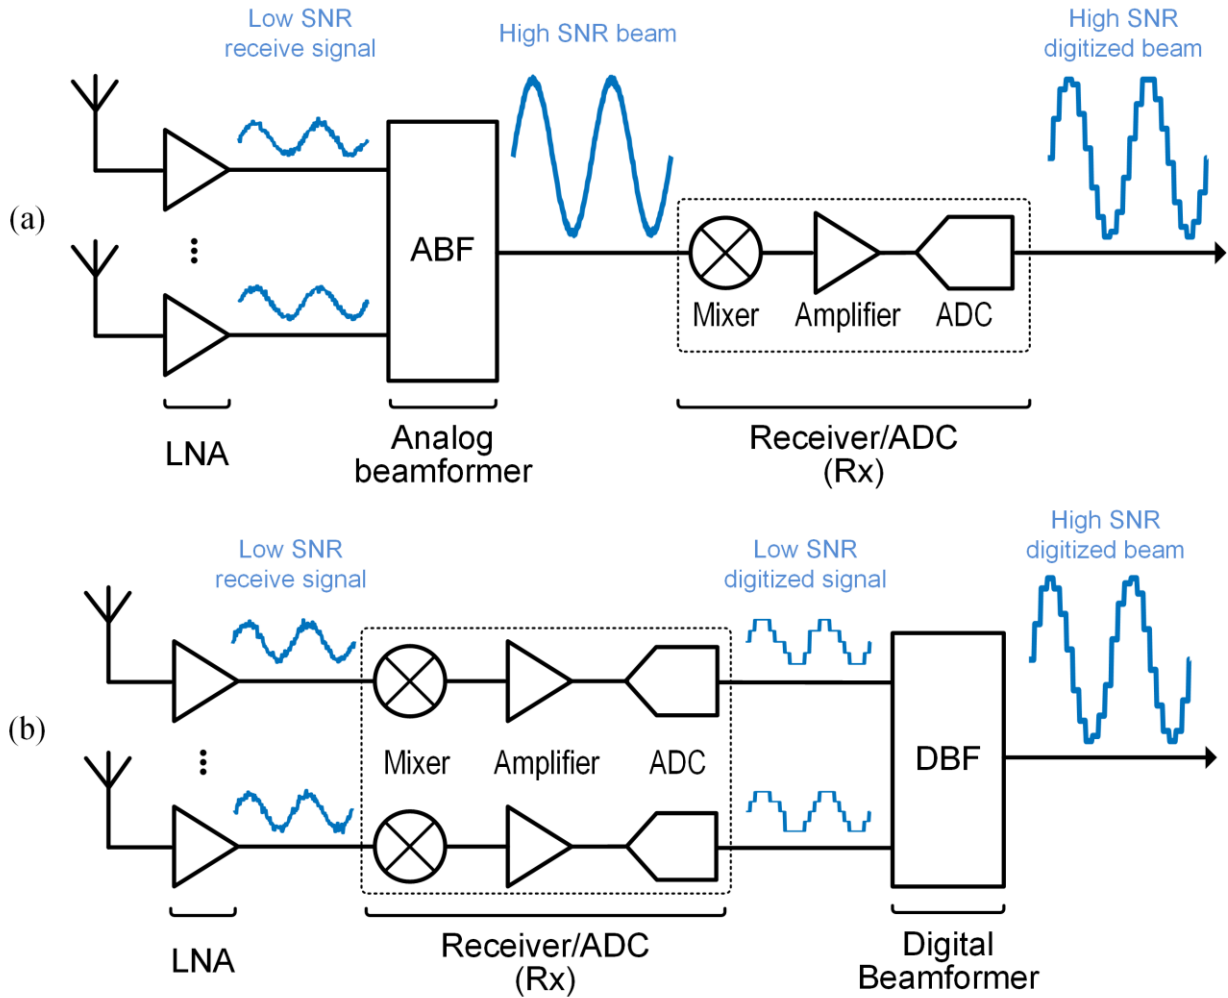 Low SNR
receive signal
High SNR beam
High SNR
digitized beam
(a)
ABF
Mixer
Amplifier
ADC
LNA
Analog
beamformer
Receiver/ADC
(Rx)
Low SNR
receive signal
Low SNR
digitized signal
High SNR
digitized beam
(b)
Mixer
Amplifier
ADC
DBF
LNA
Receiver/ADC
(Rx)
Digital
Beamformer